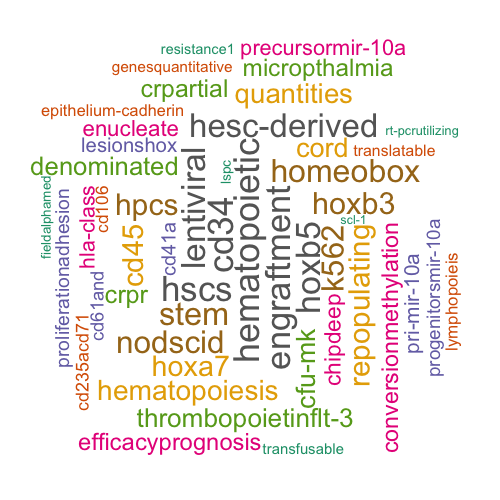 resistance1 precursormir-10a
genesquantitative micropthalmia
crpartial quantities
epithelium-cadherin
enucleate hesc-derived rt-pcrutilizing
lesionshox cord translatable
denominated lspc homeobox
fieldalphamed
hla-class
cd106
hpcs
lentiviral
cd34
hematopoietic
engraftment
hoxb3
scl-1
hoxb5
k562
proliferationadhesion
cd45
cd41a
cd61and
crpr hscs
stem
cd235acd71
nodscid
hoxa7
hematopoiesis
cfu-mk
chipdeep
repopulating
conversionmethylation
pri-mir-10a
progenitorsmir-10a
lymphopoieis
thrombopoietinflt-3
efficacyprognosis transfusable